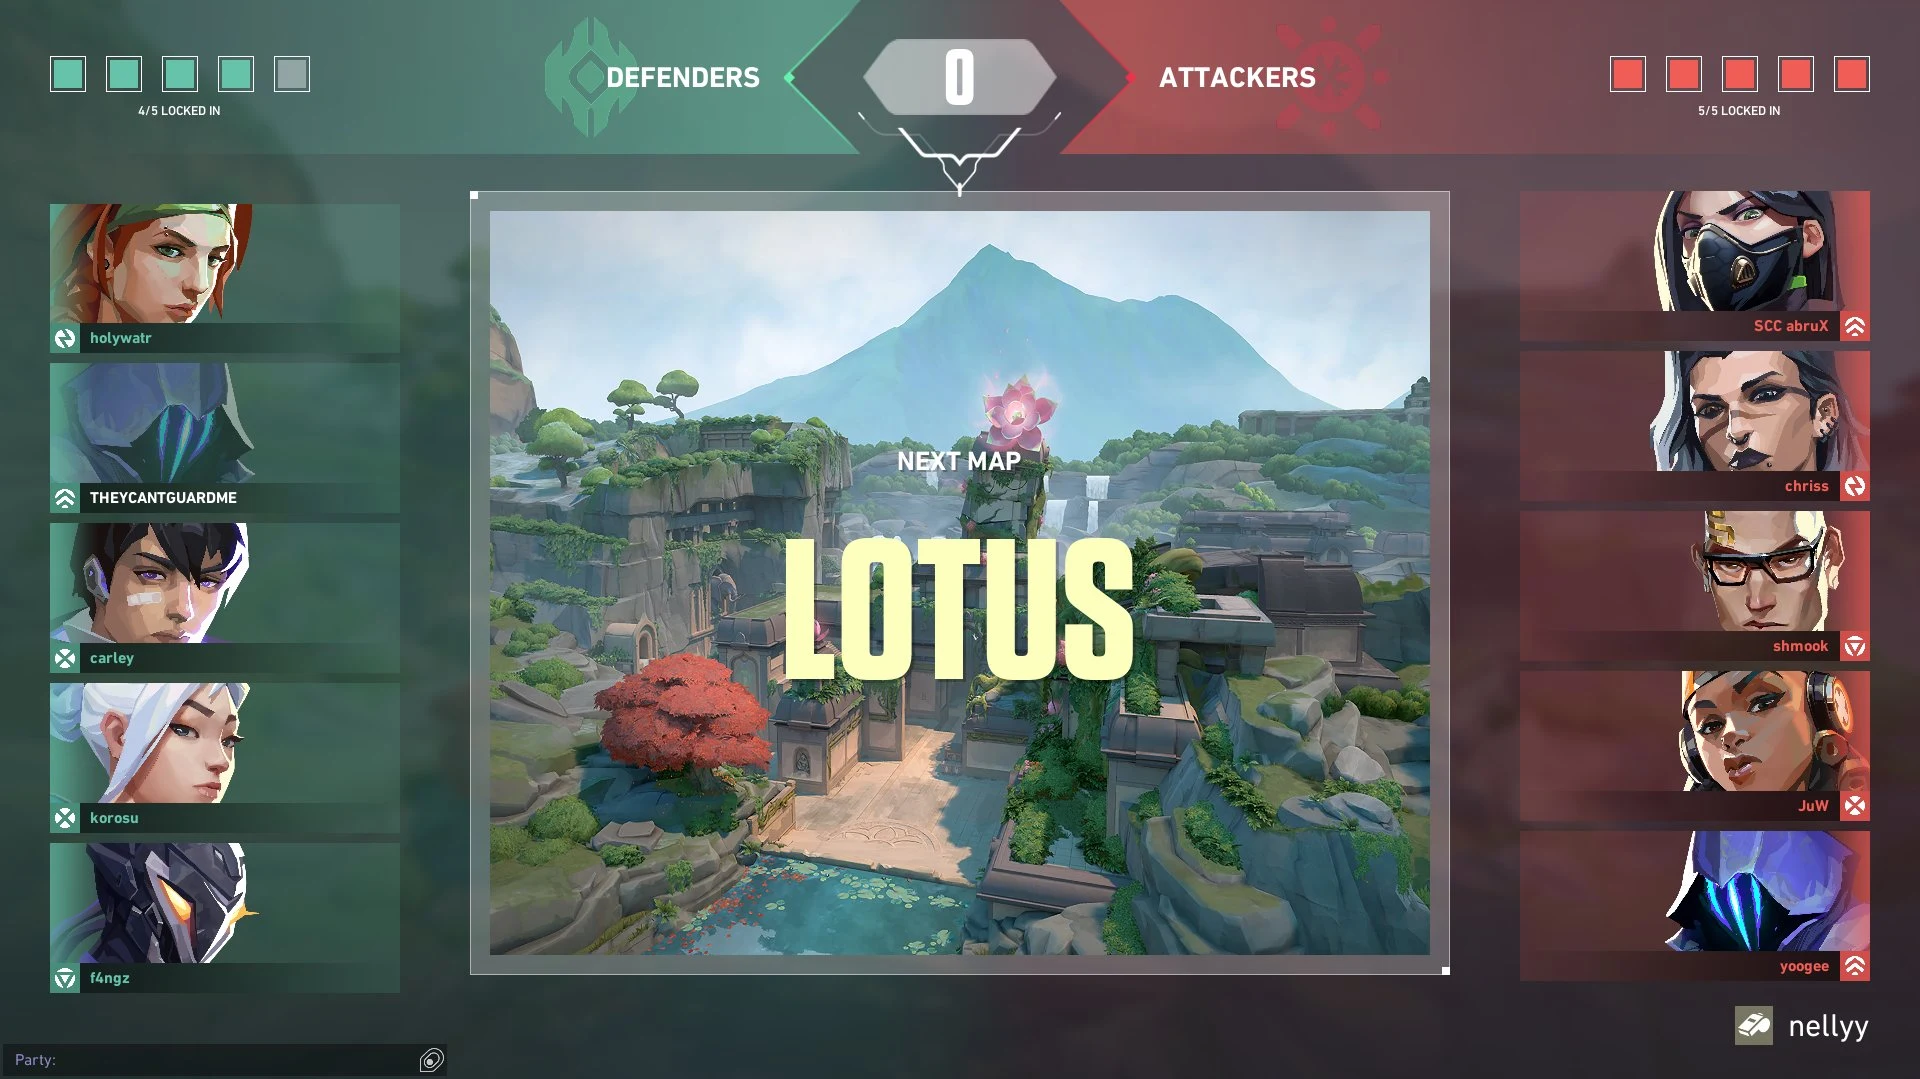 DEFENDERS
0
ATTACKERS
4/5 LOCKED IN
5/5 LOCKED IN
holywatr
THEYCANTGUARDME
carley
korosu
f4ngz
NEXT MAP
LOTUS
SCC abruX
chriss
shmook
JuW
yoogee
nellyy
Party: